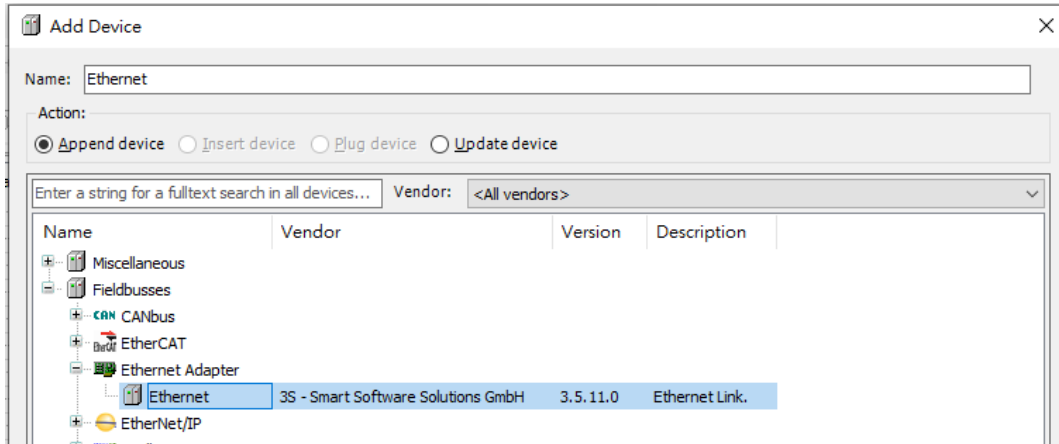 Add Device
Name: Ethernet
Action:
Append device Insert device Plug device Update device
Enter a string for a fulltext search in all devices... Vendor: <All vendors>
Name Vendor Version Description
Miscellaneous
Fieldbusses
CAN CANbus
EtherCAT
Ethernet Adapter
Ethernet 3S - Smart Software Solutions GmbH 3.5.11.0 Ethernet Link.
EtherNet/IP